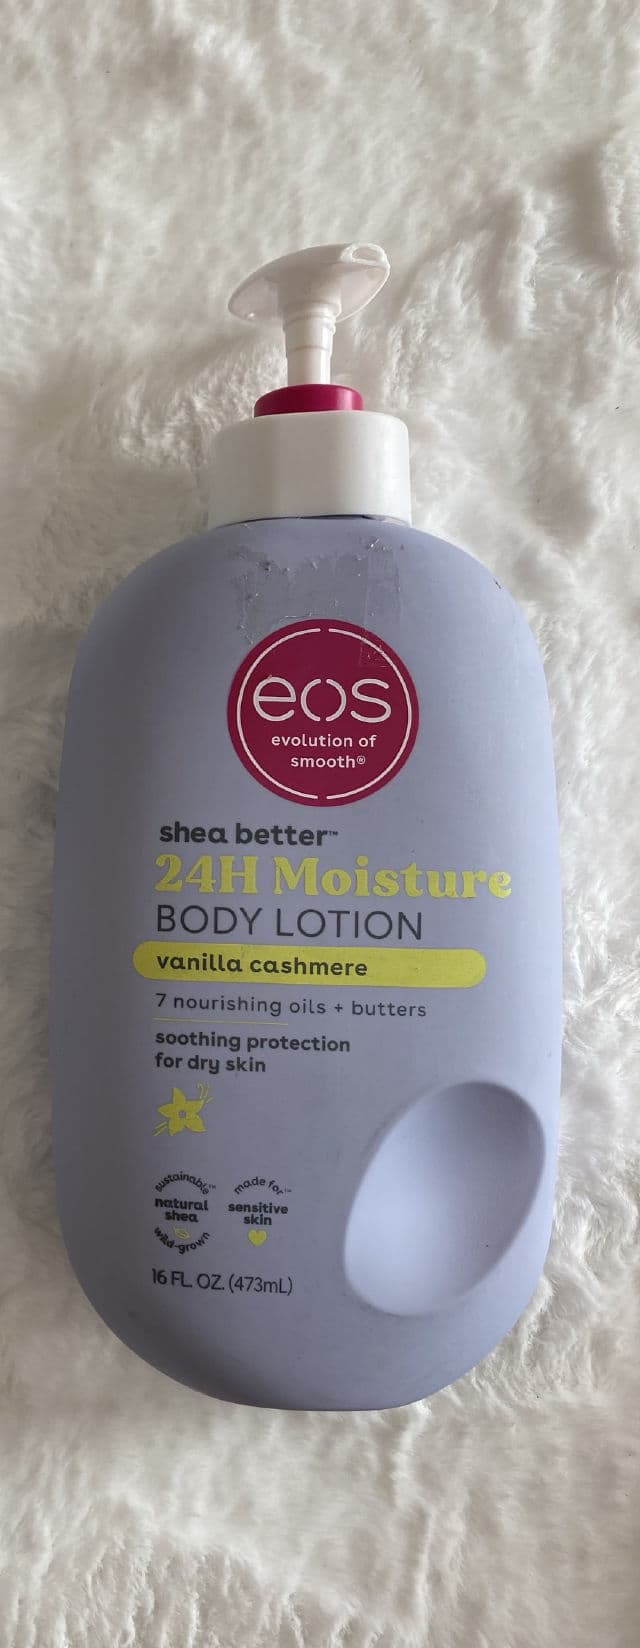 eos
evolution of
smooth®
shea better™
24H Moisture
BODY LOTION
vanilla cashmere
7 nourishing oils + butters
soothing protection
for dry skin
sustainable™
natural
shea
wild-grown
made for™
sensitive
skin
16 FL. OZ. (473mL)